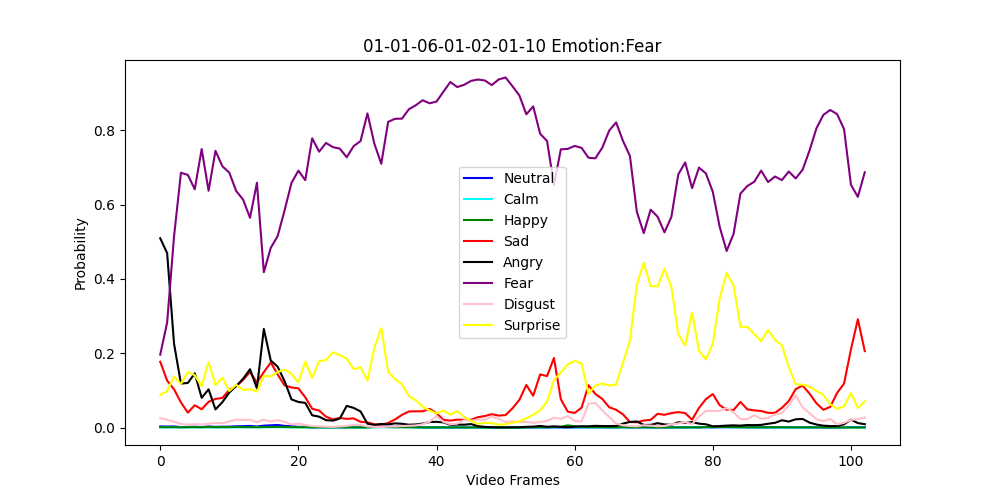 01-01-06-01-02-01-10 Emotion:Fear
Probability
0.8
0.6
0.4
0.2
0.0
Neutral
Calm
Happy
Sad
Angry
Fear
Disgust
Surprise
0 20 40 60 80 100
Video Frames